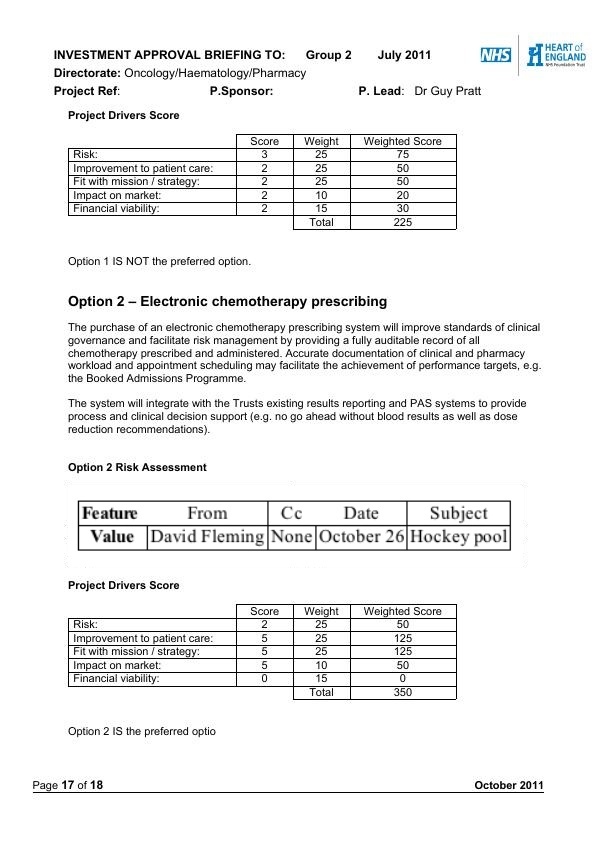 INVESTMENT APPROVAL BRIEFING TO: Group 2 July 2011
NHS HEART of ENGLAND NHS Foundation Trust
Directorate: Oncology/Haematology/Pharmacy
Project Ref: P.Sponsor: P. Lead: Dr Guy Pratt
Project Drivers Score
Score Weight Weighted Score
Risk: 3 25 75
Improvement to patient care: 2 25 50
Fit with mission / strategy: 2 25 50
Impact on market: 2 10 20
Financial viability: 2 15 30
Total 225
Option 1 IS NOT the preferred option.
Option 2 – Electronic chemotherapy prescribing
The purchase of an electronic chemotherapy prescribing system will improve standards of clinical
governance and facilitate risk management by providing a fully auditable record of all
chemotherapy prescribed and administered. Accurate documentation of clinical and pharmacy
workload and appointment scheduling may facilitate the achievement of performance targets, e.g.
the Booked Admissions Programme.
The system will integrate with the Trusts existing results reporting and PAS systems to provide
process and clinical decision support (e.g. no go ahead without blood results as well as dose
reduction recommendations).
Option 2 Risk Assessment
Feature From Cc Date Subject
Value David Fleming None October 26 Hockey pool
Project Drivers Score
Score Weight Weighted Score
Risk: 2 25 50
Improvement to patient care: 5 25 125
Fit with mission / strategy: 5 25 125
Impact on market: 5 10 50
Financial viability: 0 15 0
Total 350
Option 2 IS the preferred optio
Page 17 of 18 October 2011